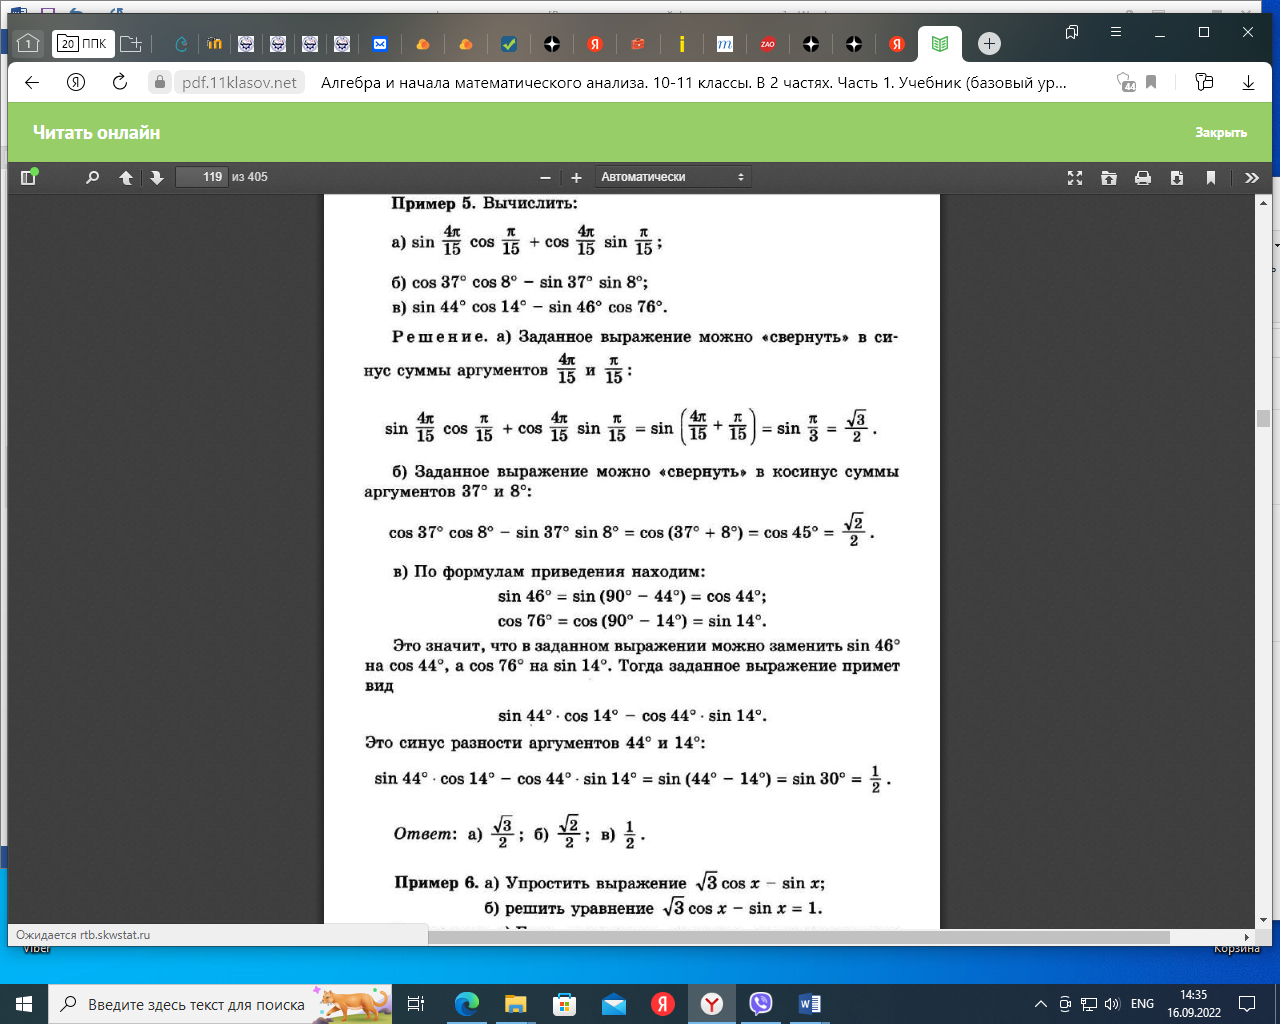 1
20 ППК
pdf.11klasov.net
Алгебра и начала математического анализа. 10-11 классы. В 2 частях. Часть 1. Учебник (базовый ур...
44
Читать онлайн
Закрыть
119 из 405
Автоматически
Пример 5. Вычислить:
а) sin 4π/15 cos π/15 + cos 4π/15 sin π/15;
б) cos 37° cos 8° − sin 37° sin 8°;
в) sin 44° cos 14° − sin 46° cos 76°.
Решение. а) Заданное выражение можно «свернуть» в си-
нус суммы аргументов 4π/15 и π/15:
sin 4π/15 cos π/15 + cos 4π/15 sin π/15 = sin (4π/15 + π/15) = sin π/3 = √3/2.
б) Заданное выражение можно «свернуть» в косинус суммы
аргументов 37° и 8°:
cos 37° cos 8° − sin 37° sin 8° = cos (37° + 8°) = cos 45° = √2/2.
в) По формулам приведения находим:
sin 46° = sin (90° − 44°) = cos 44°;
cos 76° = cos (90° − 14°) = sin 14°.
Это значит, что в заданном выражении можно заменить sin 46°
на cos 44°, а cos 76° на sin 14°. Тогда заданное выражение примет
вид
sin 44° · cos 14° − cos 44° · sin 14°.
Это синус разности аргументов 44° и 14°:
sin 44° · cos 14° − cos 44° · sin 14° = sin (44° − 14°) = sin 30° = 1/2.
Ответ: а) √3/2; б) √2/2; в) 1/2.
Пример 6. а) Упростить выражение √3 cos x − sin x;
б) решить уравнение √3 cos x − sin x = 1.
Ожидается rtb.skwstat.ru
Viber
Корзина
Введите здесь текст для поиска
ENG
14:35
16.09.2022